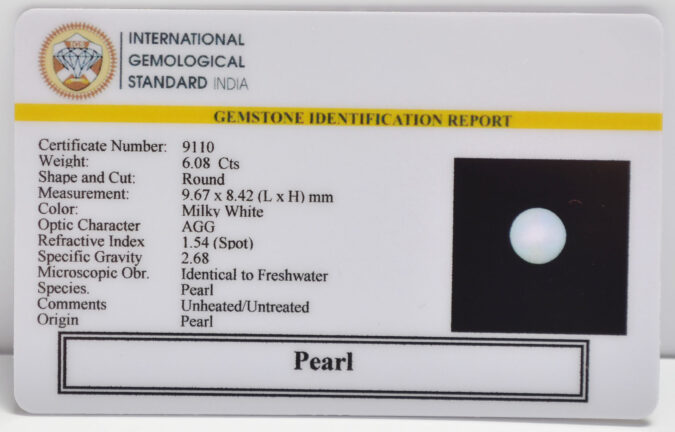 IGS
INTERNATIONAL
GEMOLOGICAL
STANDARD INDIA
GEMSTONE IDENTIFICATION REPORT
Certificate Number: 9110
Weight: 6.08 Cts
Shape and Cut: Round
Measurement: 9.67 x 8.42 (L x H) mm
Color: Milky White
Optic Character AGG
Refractive Index 1.54 (Spot)
Specific Gravity 2.68
Microscopic Obr. Identical to Freshwater
Species. Pearl
Comments Unheated/Untreated
Origin Pearl
Pearl